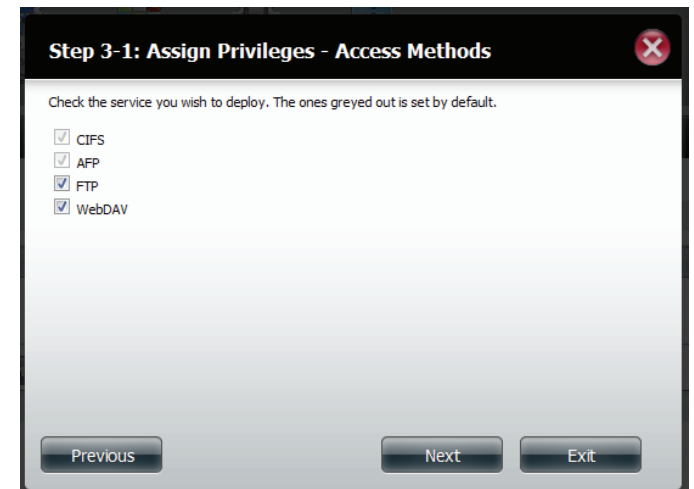 Step 3-1: Assign Privileges - Access Methods
Check the service you wish to deploy. The ones greyed out is set by default.
CIFS
AFP
FTP
WebDAV
Previous Next Exit